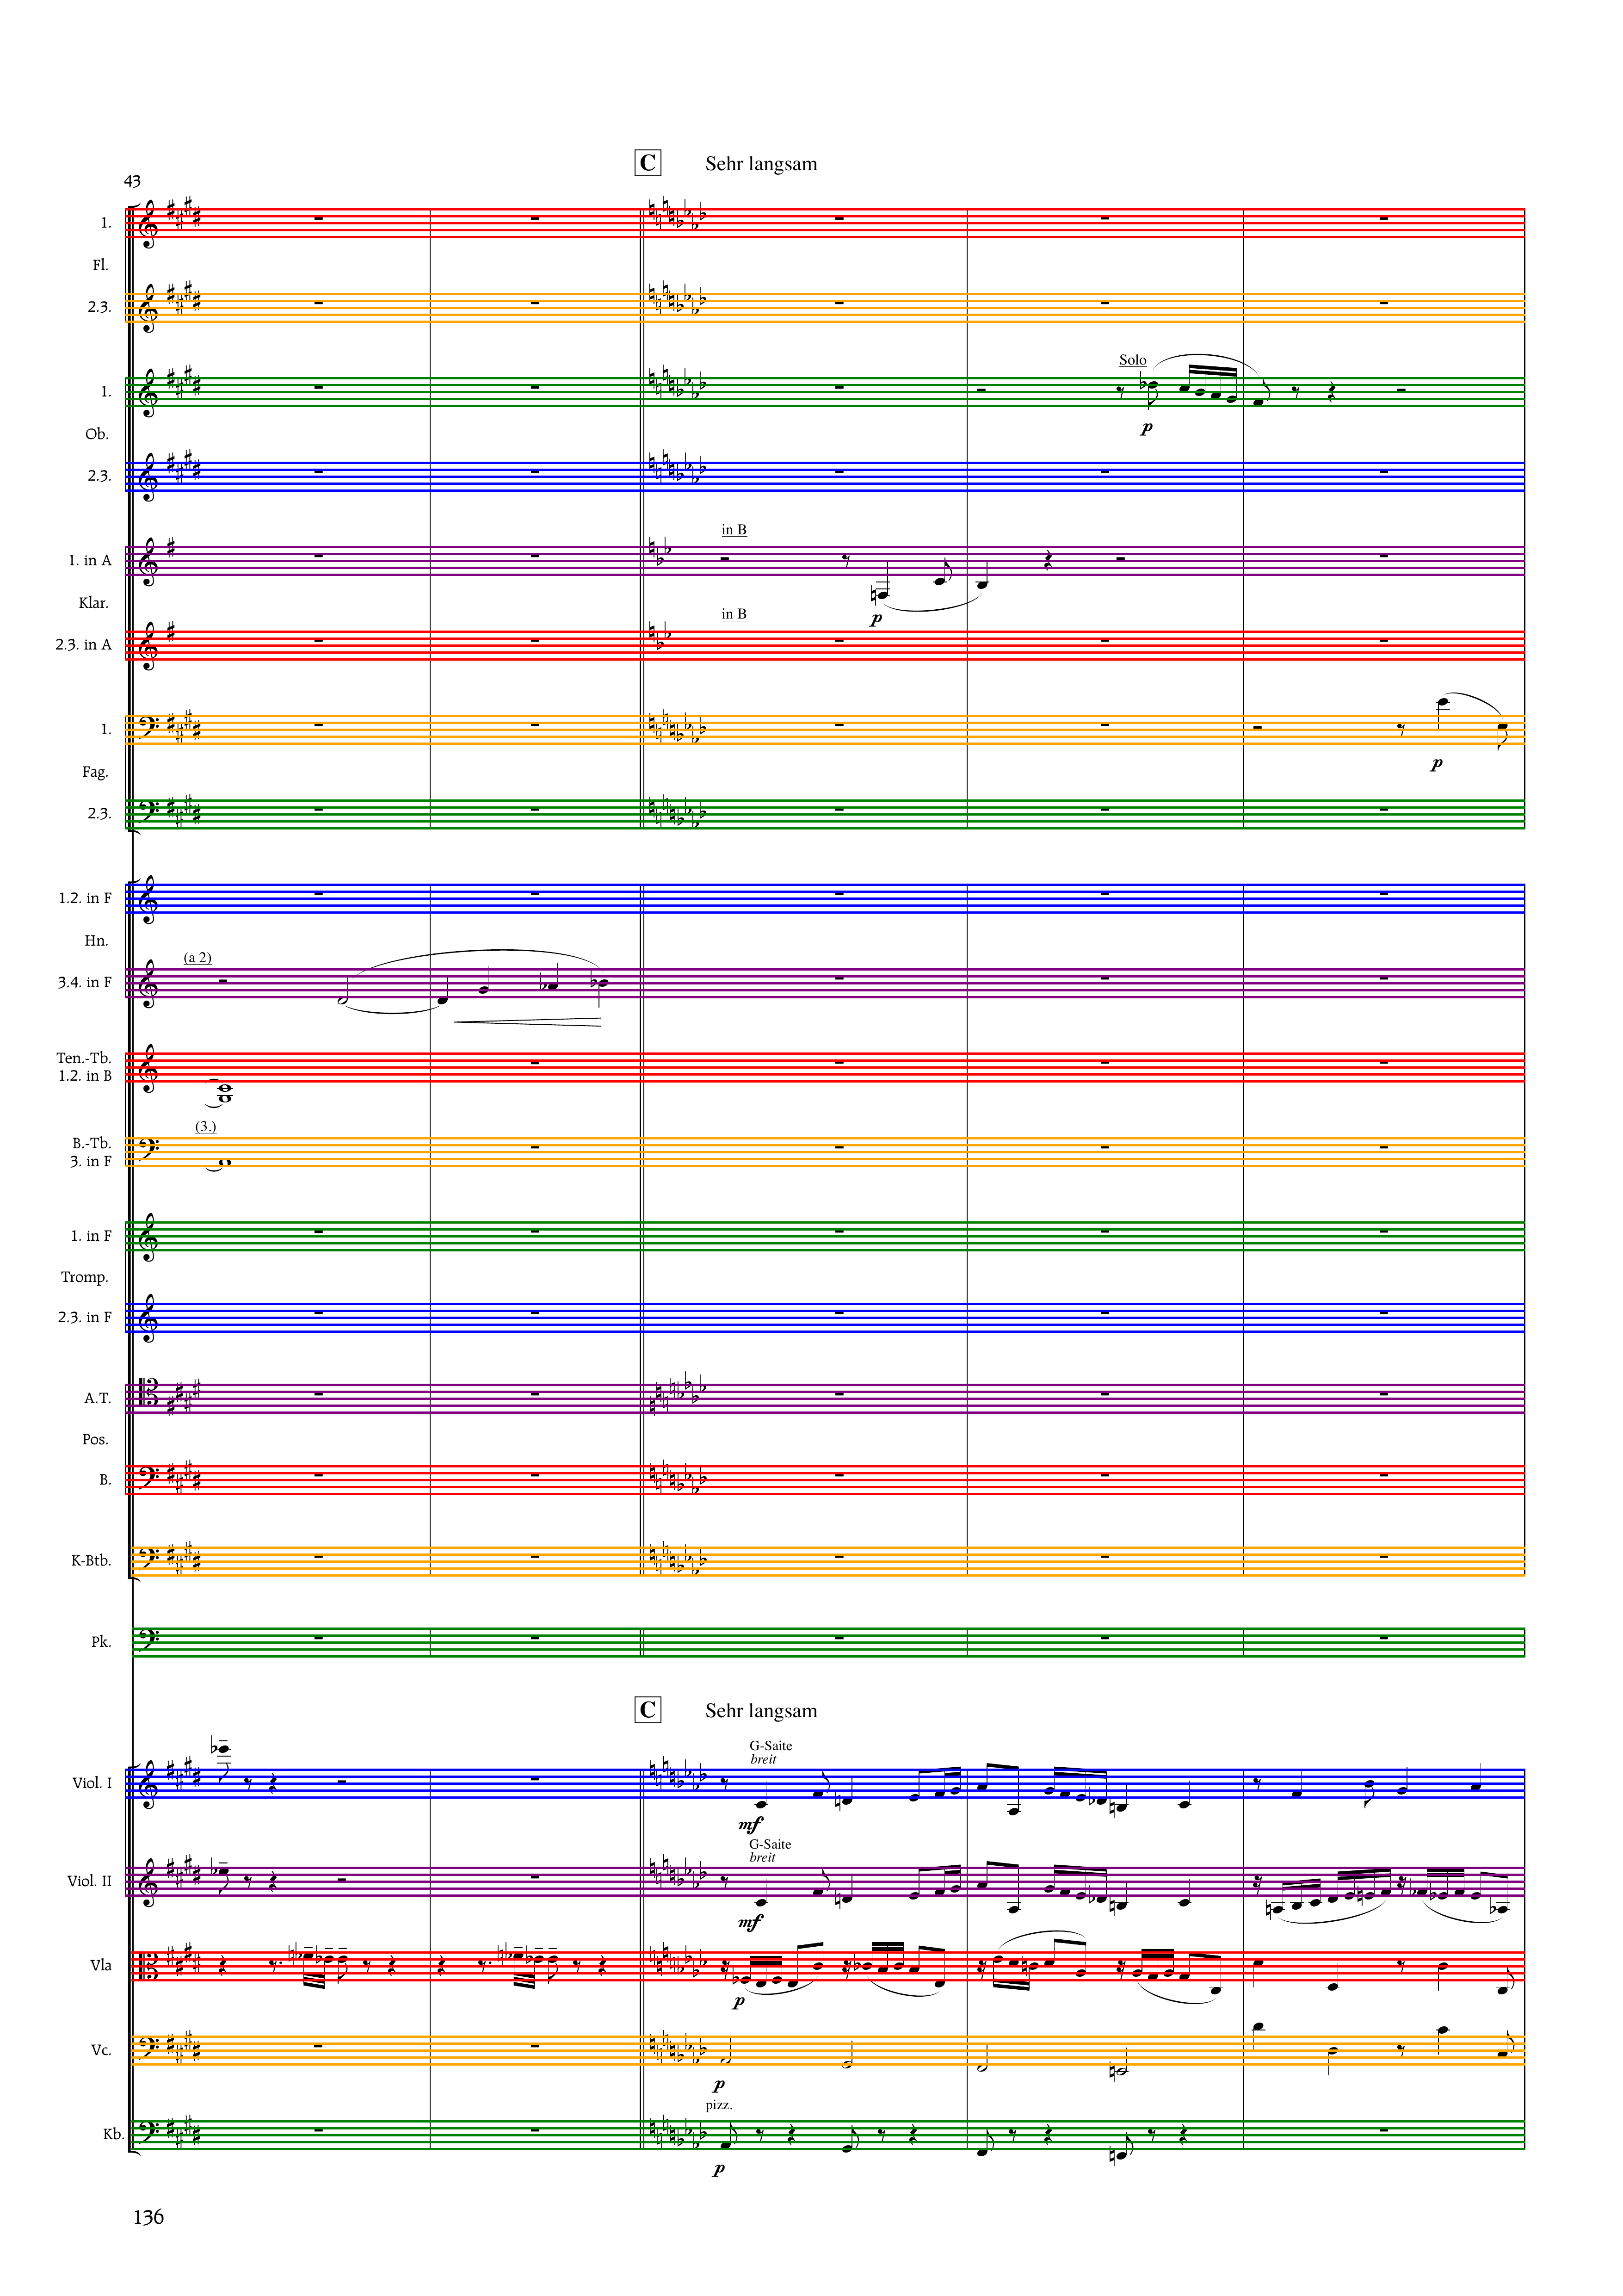 C Sehr langsam
43
1.
Fl.
2.3.
Solo
1.
p
Ob.
2.3.
in B
1. in A
Klar.
p
in B
2.3. in A
1.
p
Fag.
2.3.
1.2. in F
Hn.
(a 2)
3.4. in F
Ten.-Tb.
1.2. in B
(3.)
B.-Tb.
3. in F
1. in F
Tromp.
2.3. in F
A.T.
Pos.
B.
K-Btb.
Pk.
C Sehr langsam
G-Saite
breit
Viol. I
mf
G-Saite
breit
Viol. II
mf
Vla
p
Vc.
p
pizz.
Kb.
p
136